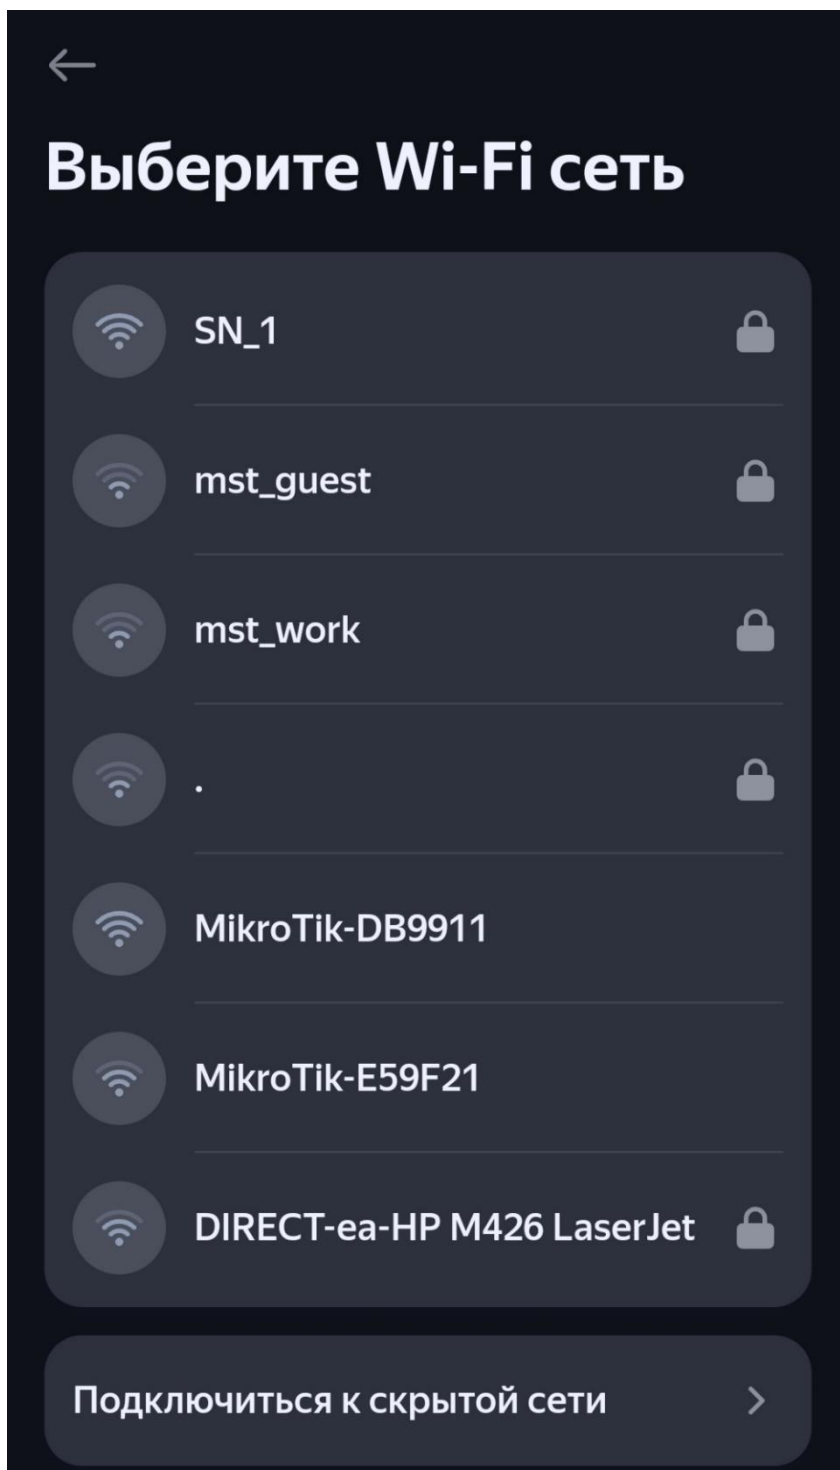 Выберите Wi-Fi сеть
SN_1
mst_guest
mst_work
.
MikroTik-DB9911
MikroTik-E59F21
DIRECT-ea-HP M426 LaserJet
Подключиться к скрытой сети